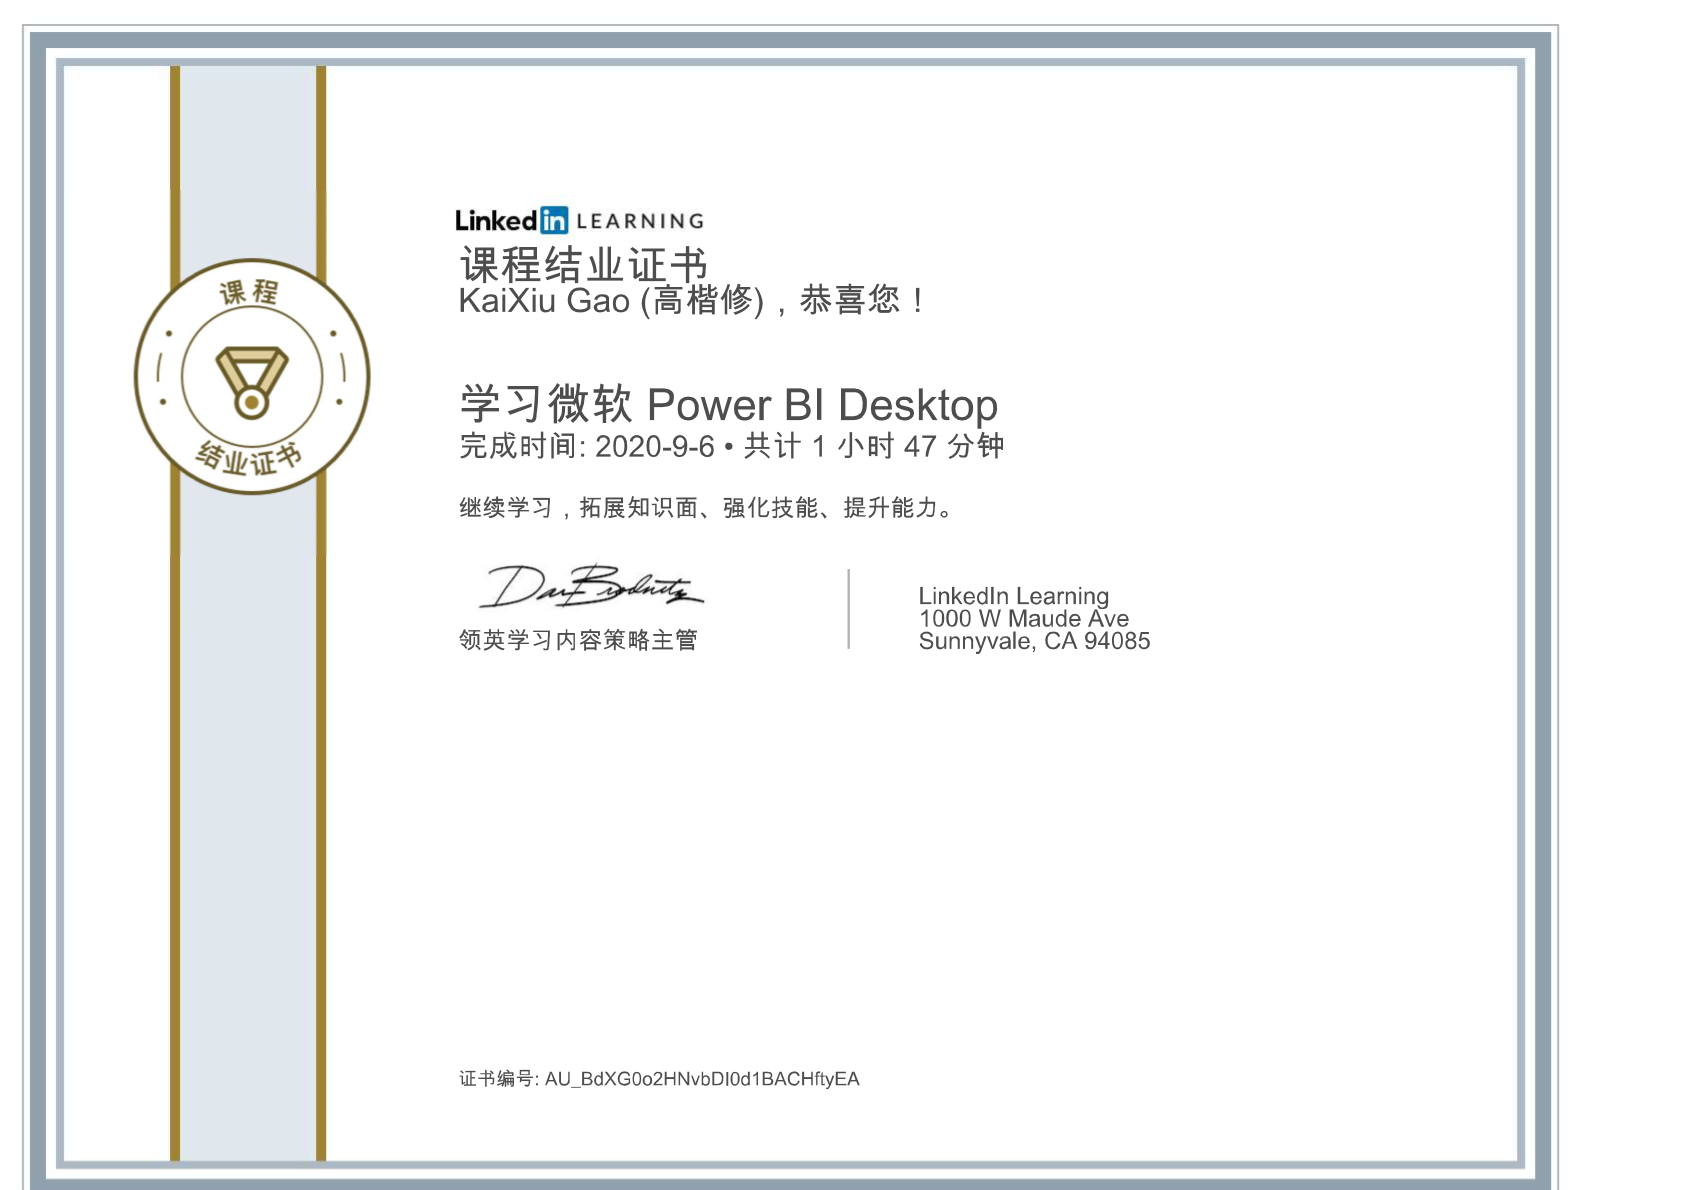 课程
结业证书
Linkedin LEARNING
课程结业证书
KaiXiu Gao (高楷修)，恭喜您！
学习微软 Power BI Desktop
完成时间: 2020-9-6 • 共计 1 小时 47 分钟
继续学习，拓展知识面、强化技能、提升能力。
领英学习内容策略主管
LinkedIn Learning
1000 W Maude Ave
Sunnyvale, CA 94085
证书编号: AU_BdXG0o2HNvbDI0d1BACHftyEA